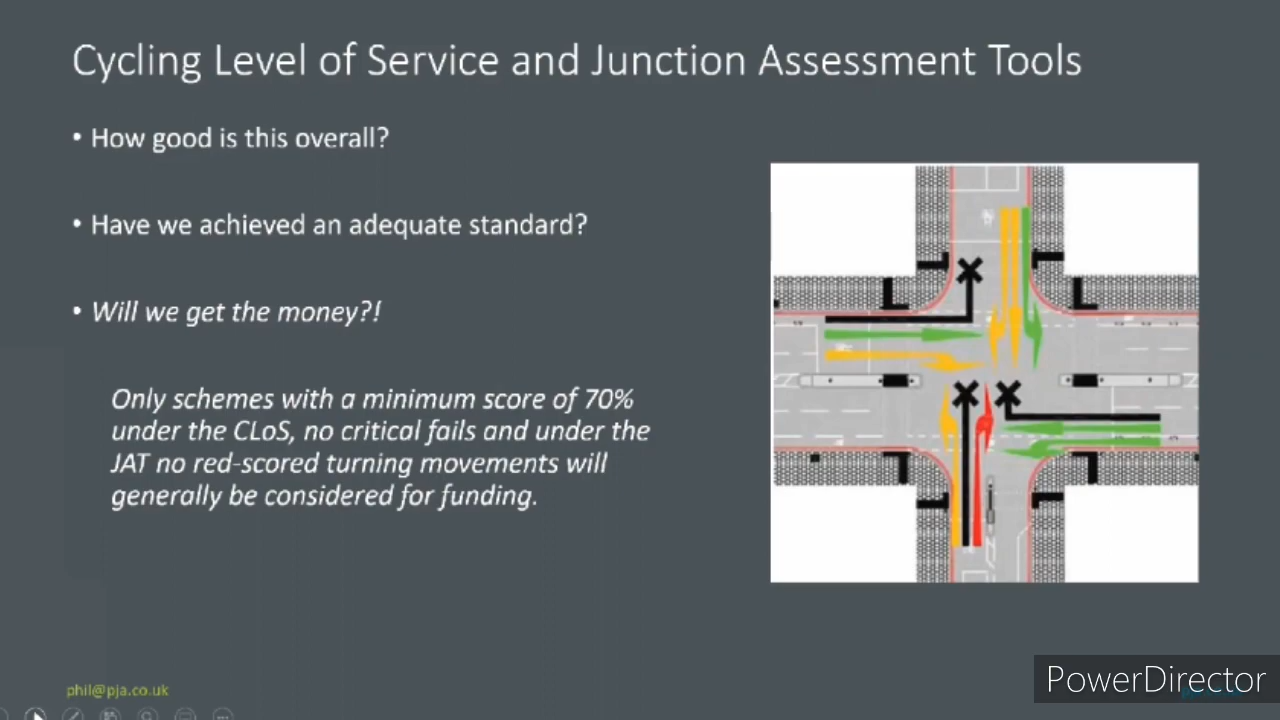 Cycling Level of Service and Junction Assessment Tools
• How good is this overall?
• Have we achieved an adequate standard?
• Will we get the money?!
Only schemes with a minimum score of 70%
under the CLoS, no critical fails and under the
JAT no red-scored turning movements will
generally be considered for funding.
phil@pja.co.uk
PowerDirector